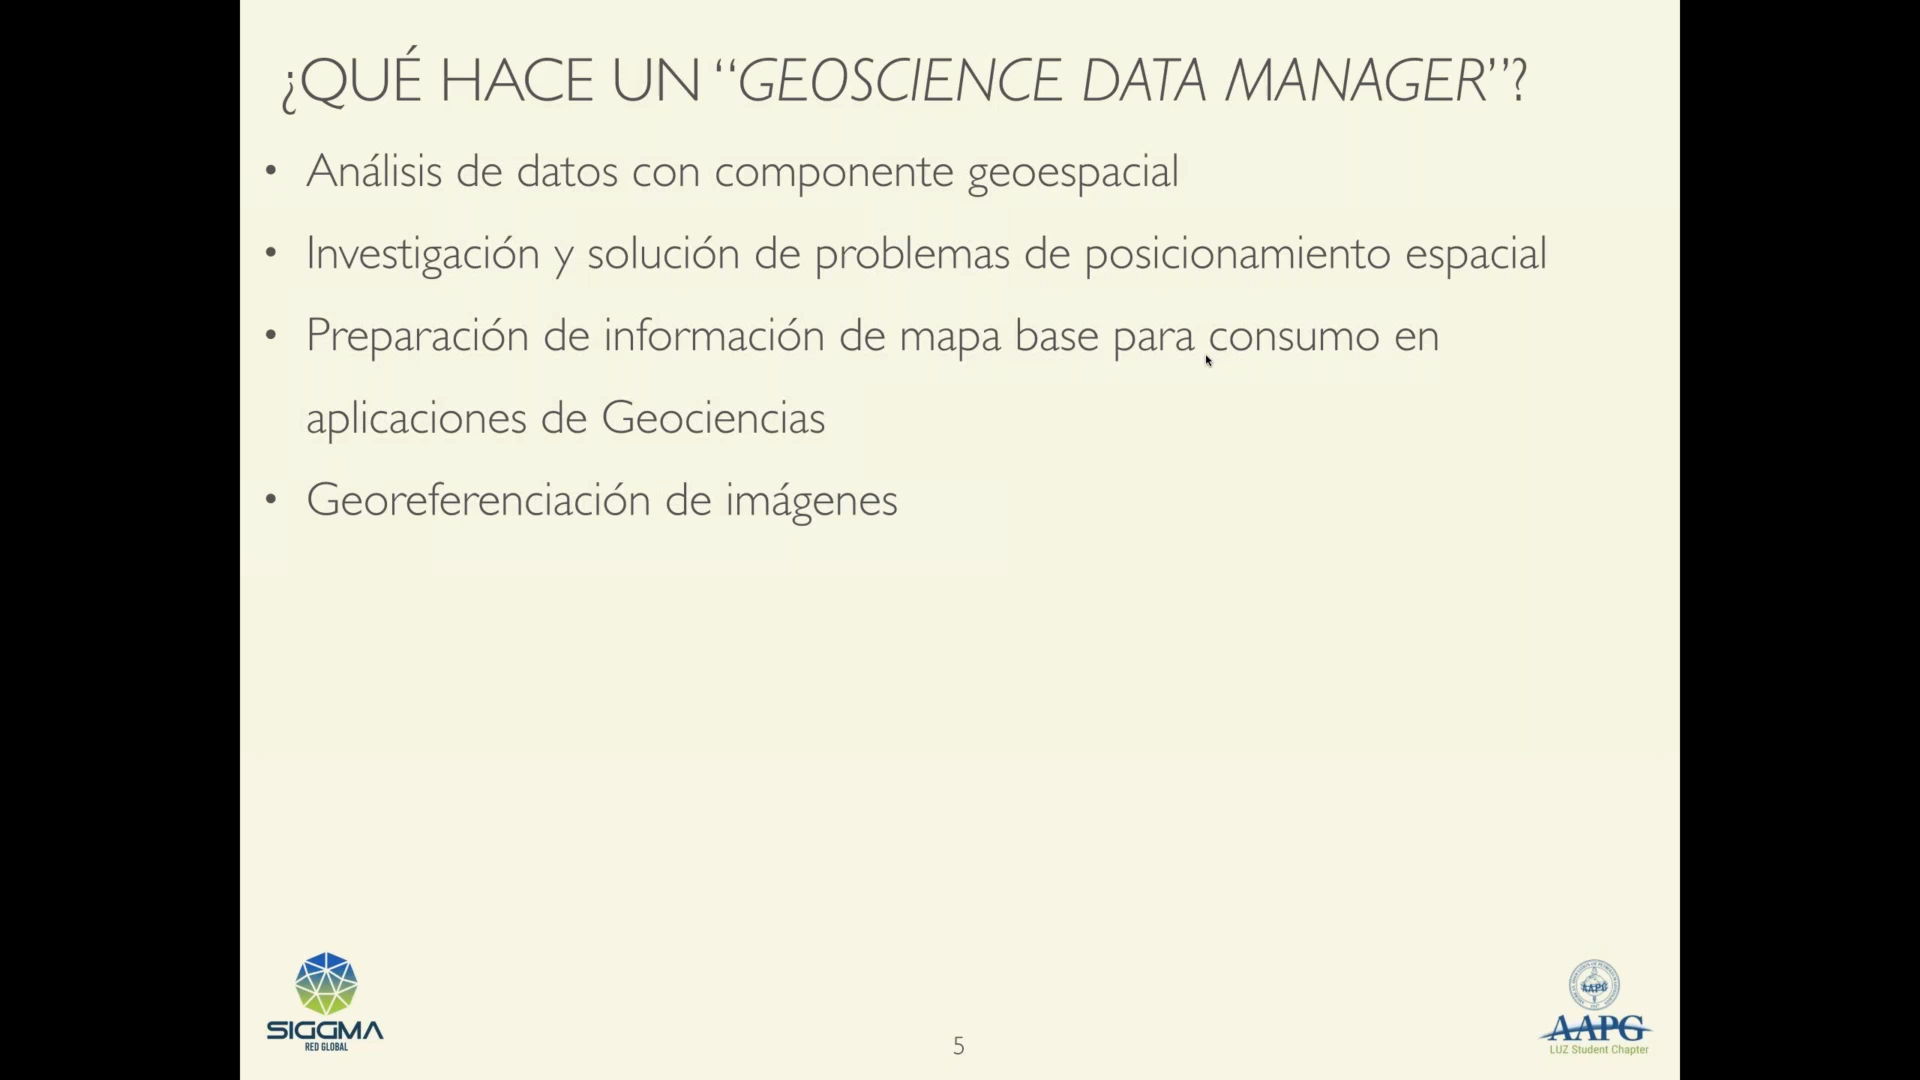 ¿QUÉ HACE UN “GEOSCIENCE DATA MANAGER”?
• Análisis de datos con componente geoespacial
• Investigación y solución de problemas de posicionamiento espacial
• Preparación de información de mapa base para consumo en
aplicaciones de Geociencias
• Georeferenciación de imágenes
SIGGMA
RED GLOBAL
5
AAPG
AAPG
LUZ Student Chapter